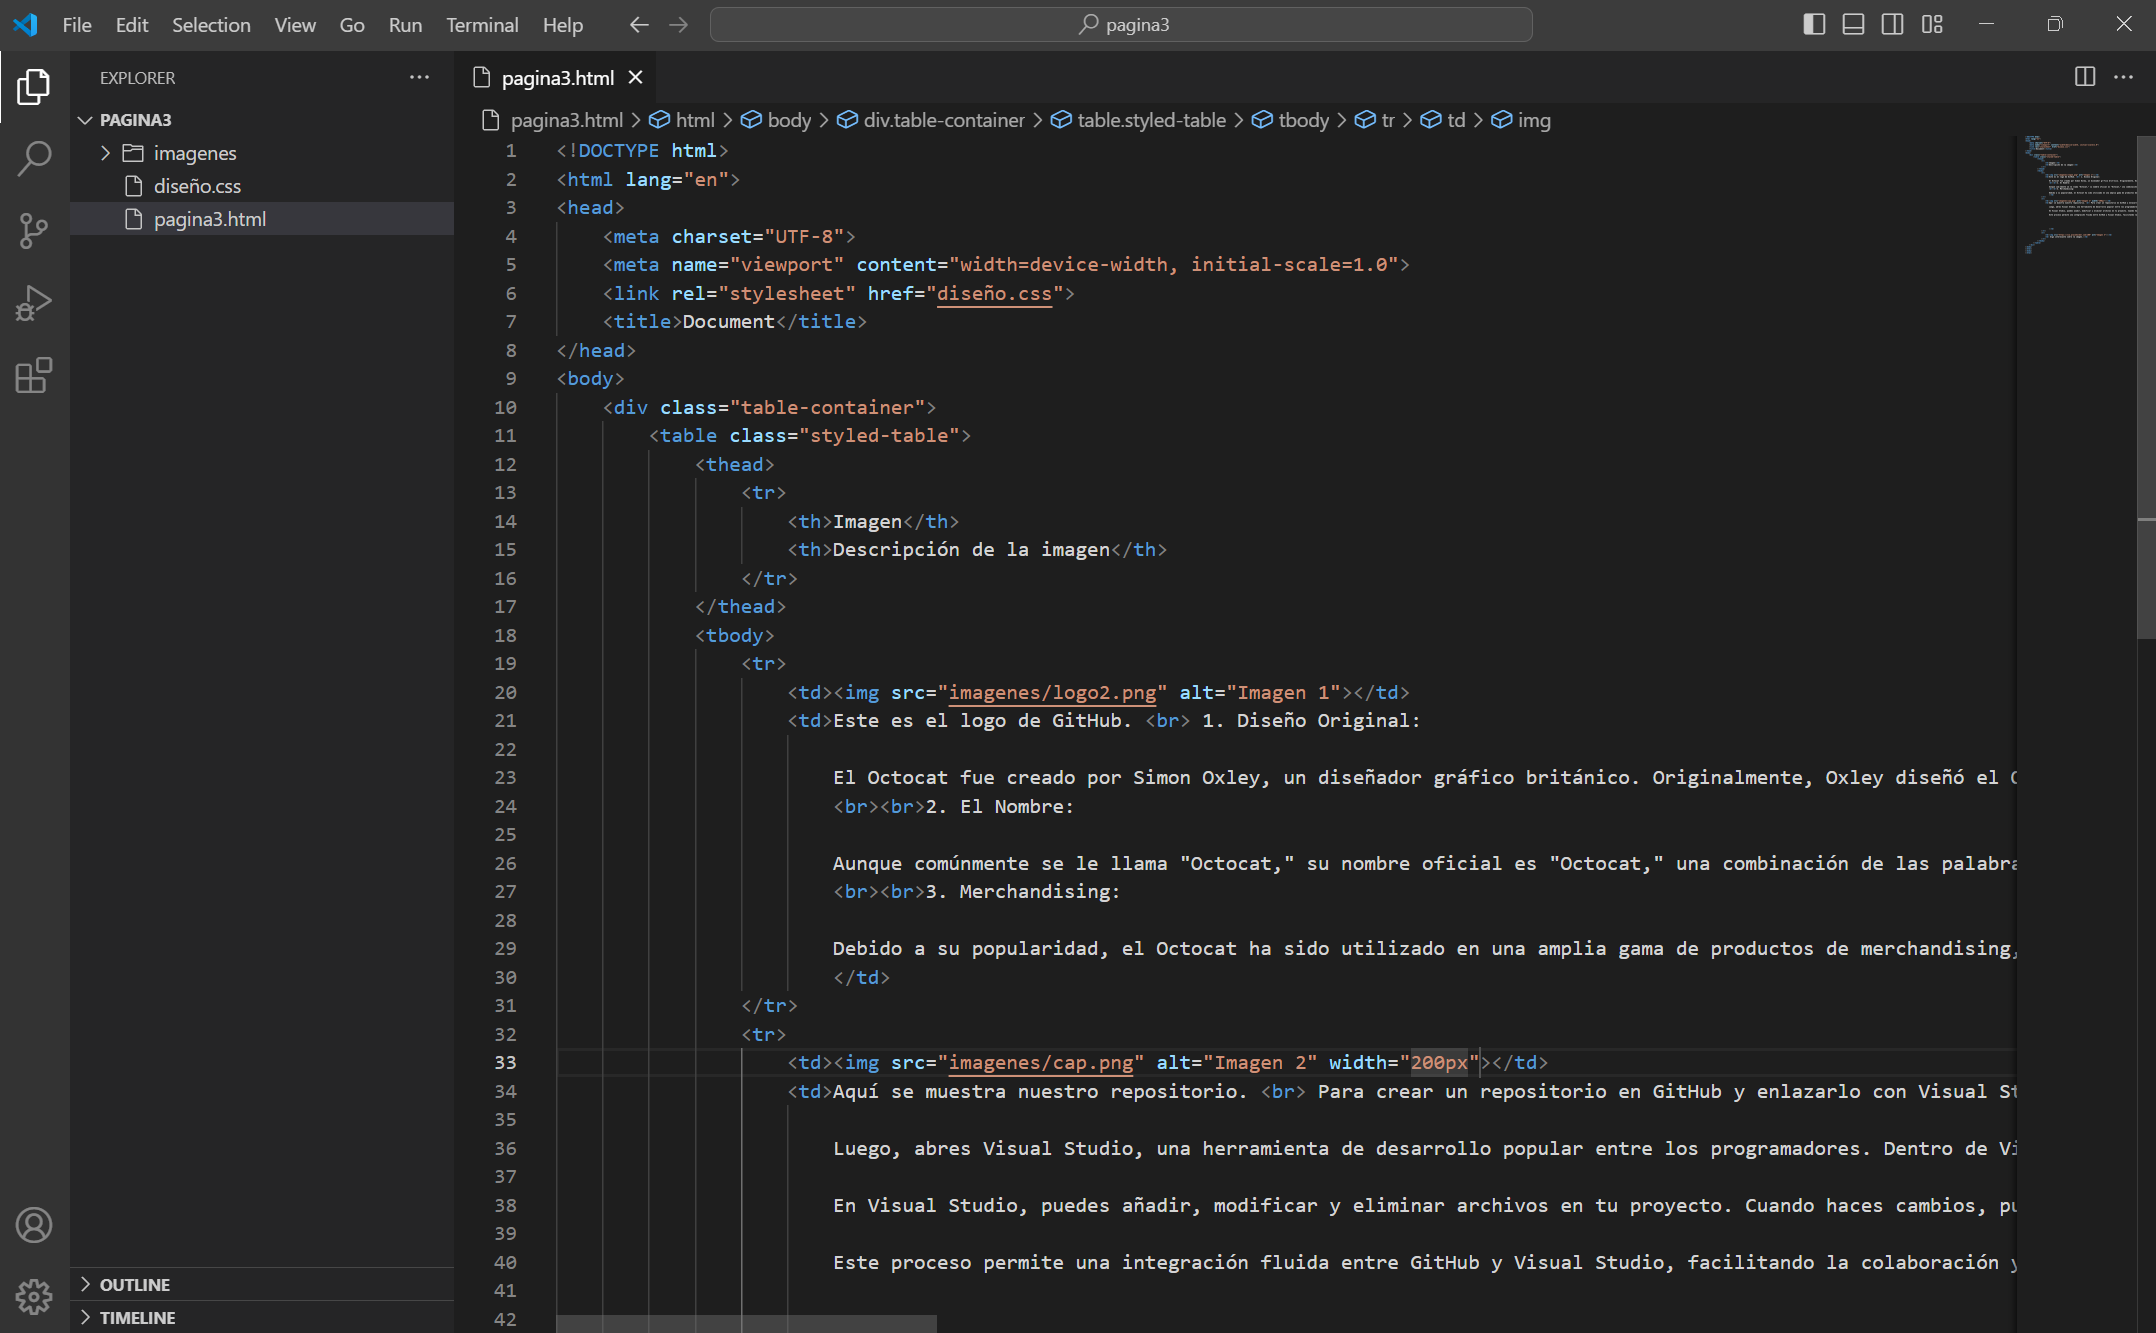 File Edit Selection View Go Run Terminal Help pagina3
EXPLORER
PAGINA3
imagenes
diseño.css
pagina3.html
OUTLINE
TIMELINE
pagina3.html
pagina3.html > html > body > div.table-container > table.styled-table > tbody > tr > td > img
1 <!DOCTYPE html>
2 <html lang="en">
3 <head>
4 <meta charset="UTF-8">
5 <meta name="viewport" content="width=device-width, initial-scale=1.0">
6 <link rel="stylesheet" href="diseño.css">
7 <title>Document</title>
8 </head>
9 <body>
10 <div class="table-container">
11 <table class="styled-table">
12 <thead>
13 <tr>
14 <th>Imagen</th>
15 <th>Descripción de la imagen</th>
16 </tr>
17 </thead>
18 <tbody>
19 <tr>
20 <td><img src="imagenes/logo2.png" alt="Imagen 1"></td>
21 <td>Este es el logo de GitHub. <br> 1. Diseño Original:
22
23 El Octocat fue creado por Simon Oxley, un diseñador gráfico británico. Originalmente, Oxley diseñó el
24 <br><br>2. El Nombre:
25
26 Aunque comúnmente se le llama "Octocat," su nombre oficial es "Octocat," una combinación de las palabra
27 <br><br>3. Merchandising:
28
29 Debido a su popularidad, el Octocat ha sido utilizado en una amplia gama de productos de merchandising,
30 </td>
31 </tr>
32 <tr>
33 <td><img src="imagenes/cap.png" alt="Imagen 2" width="200px"></td>
34 <td>Aquí se muestra nuestro repositorio. <br> Para crear un repositorio en GitHub y enlazarlo con Visual St
35
36 Luego, abres Visual Studio, una herramienta de desarrollo popular entre los programadores. Dentro de Vi
37
38 En Visual Studio, puedes añadir, modificar y eliminar archivos en tu proyecto. Cuando haces cambios, pu
39
40 Este proceso permite una integración fluida entre GitHub y Visual Studio, facilitando la colaboración y
41
42